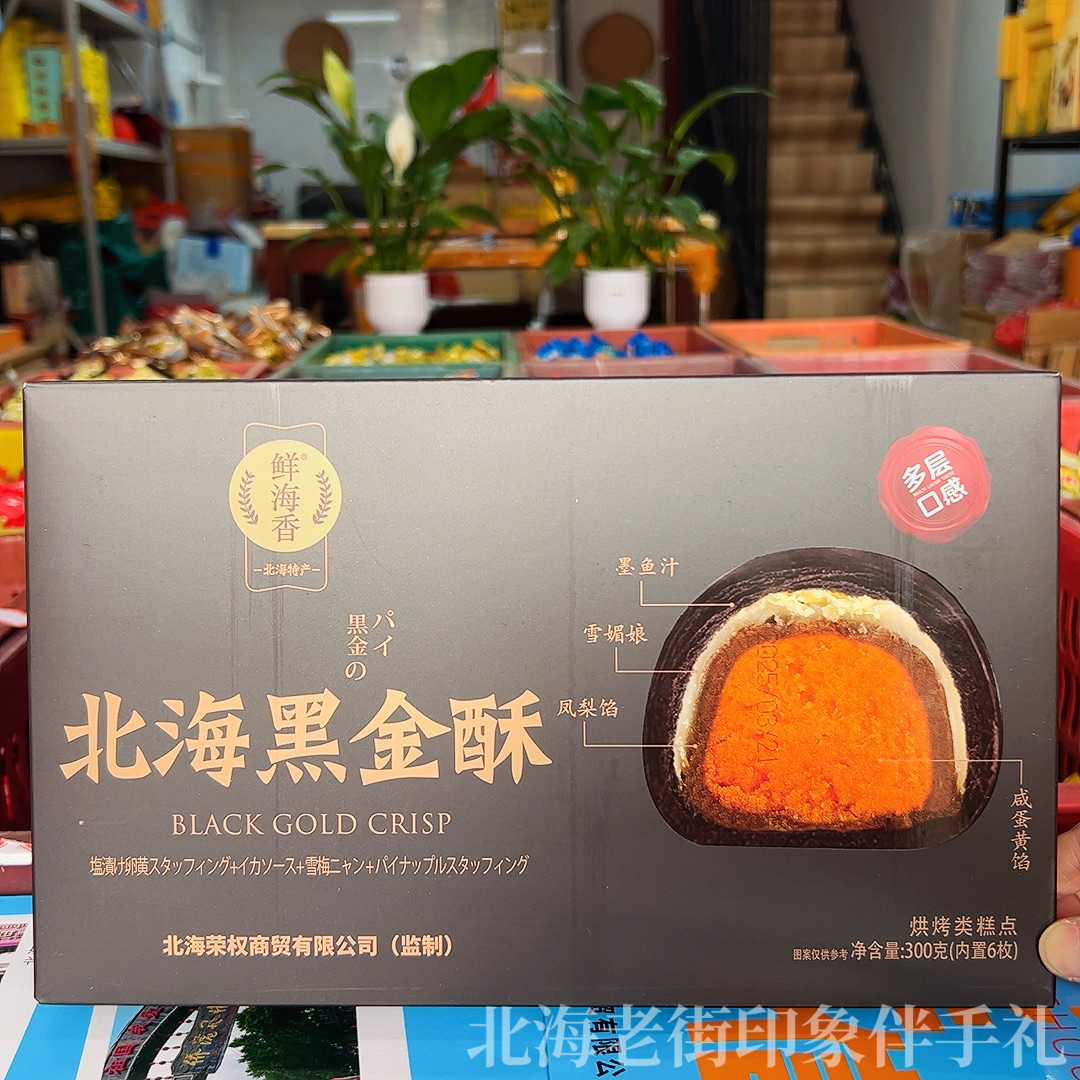 鲜海香®
北海特产
多层
口感
墨鱼汁
雪媚娘
凤梨馅
咸蛋黄馅
2025/03/21
黒金の
パイ
北海黑金酥
BLACK GOLD CRISP
塩漬け卵黄スタッフィング+イカソース+雪梅ニャン+パイナップルスタッフィング
北海荣权商贸有限公司（监制）
烘烤类糕点
图案仅供参考 净含量:300克(内置6枚)
北海老街印象伴手礼